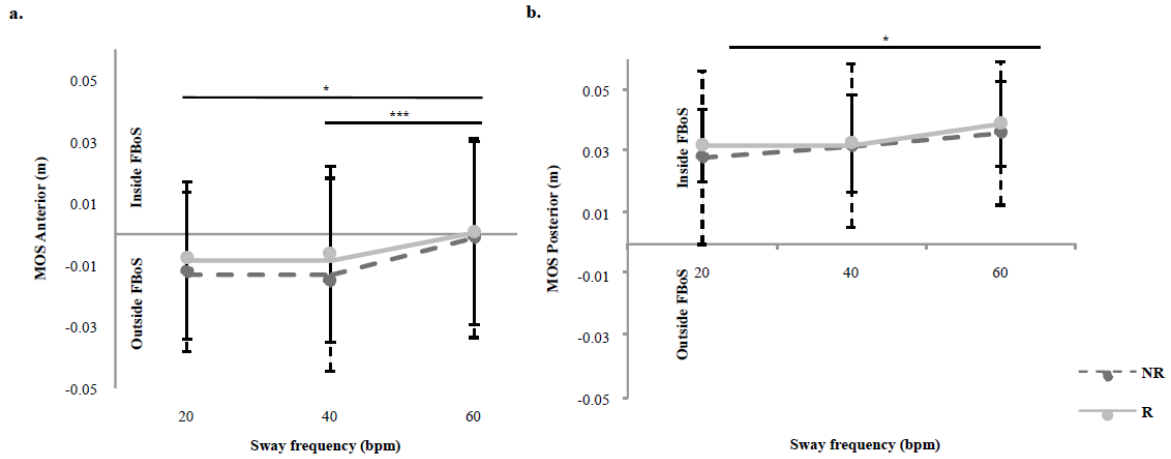 a.
*
***
0.05
0.03
0.01
-0.01
-0.03
-0.05
MOS Anterior (m)
Inside FBoS
Outside FBoS
20 40 60
Sway frequency (bpm)
b.
*
0.05
0.03
0.01
-0.01
-0.03
-0.05
MOS Posterior (m)
Inside FBoS
Outside FBoS
20 40 60
Sway frequency (bpm)
NR
R